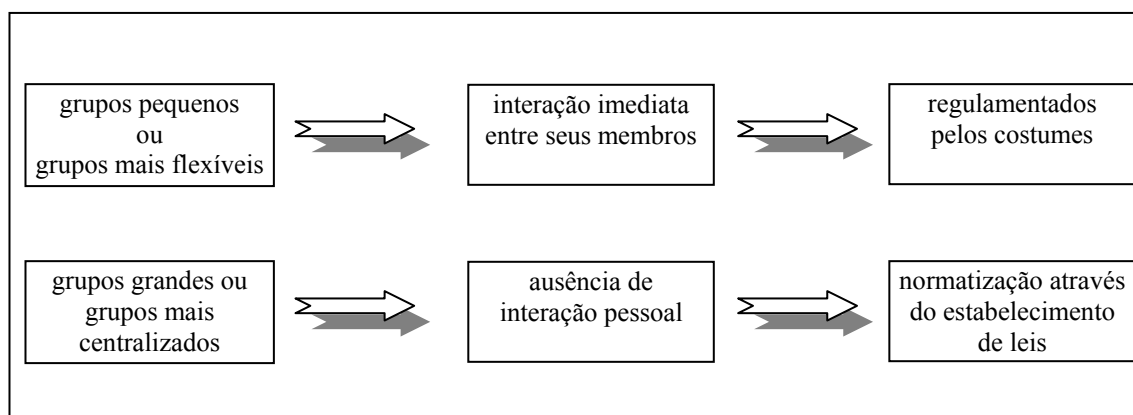 grupos pequenos
ou
grupos mais flexíveis
interação imediata
entre seus membros
regulamentados
pelos costumes
grupos grandes ou
grupos mais
centralizados
ausência de
interação pessoal
normatização através
do estabelecimento
de leis